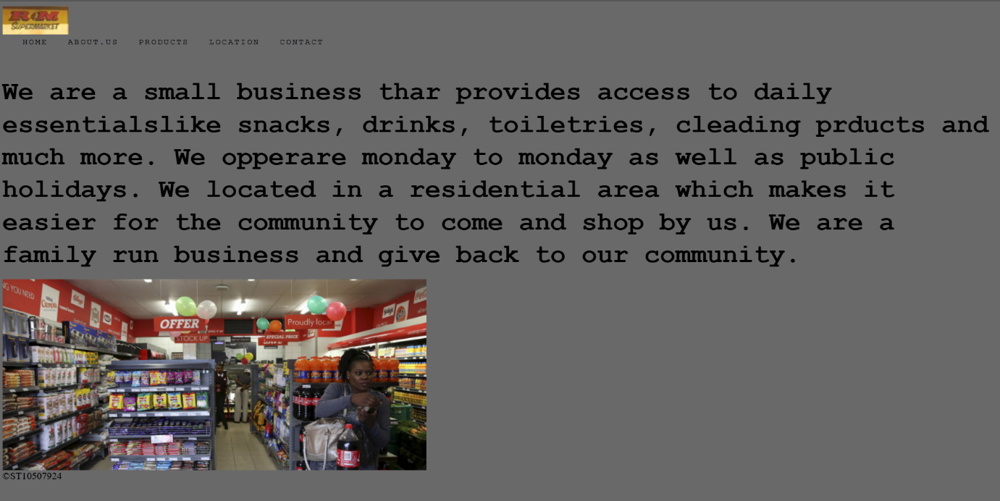 R&M
SUPERMARKET
HOME ABOUT.US PRODUCTS LOCATION CONTACT
We are a small business thar provides access to daily
essentialslike snacks, drinks, toiletries, cleading prducts and
much more. We opperare monday to monday as well as public
holidays. We located in a residential area which makes it
easier for the community to come and shop by us. We are a
family run business and give back to our community.
NG YOU NEED
OFFER
STOCK UP
Proudly local
SPECIAL PRICE
©ST10507924